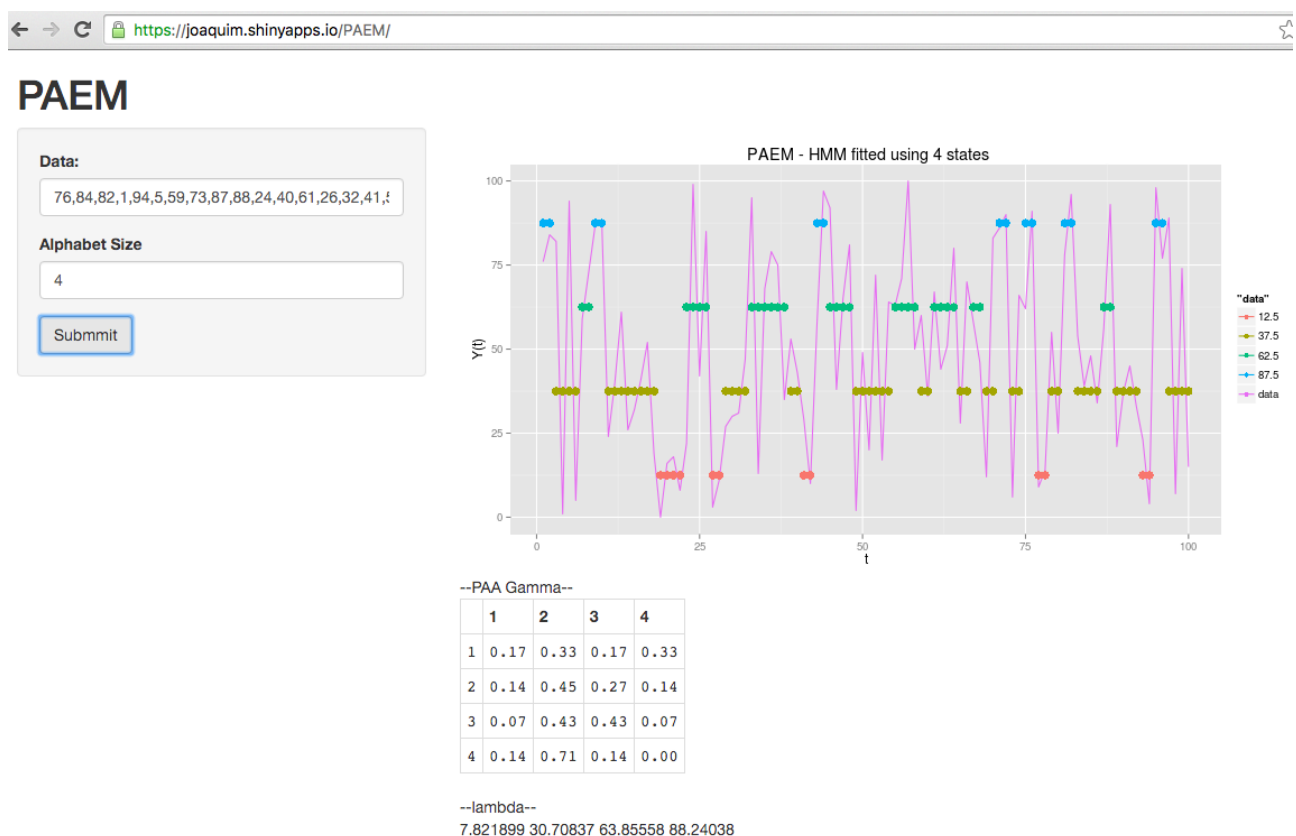 https://joaquim.shinyapps.io/PAEM/
PAEM
Data:
76,84,82,1,94,5,59,73,87,88,24,40,61,26,32,41,
Alphabet Size
4
Submmit
PAEM - HMM fitted using 4 states
100
75
50
25
0
Y(t)
0 25 50 75 100
t
"data"
12.5
37.5
62.5
87.5
data
--PAA Gamma--
1 2 3 4
1 0.17 0.33 0.17 0.33
2 0.14 0.45 0.27 0.14
3 0.07 0.43 0.43 0.07
4 0.14 0.71 0.14 0.00
--lambda--
7.821899 30.70837 63.85558 88.24038